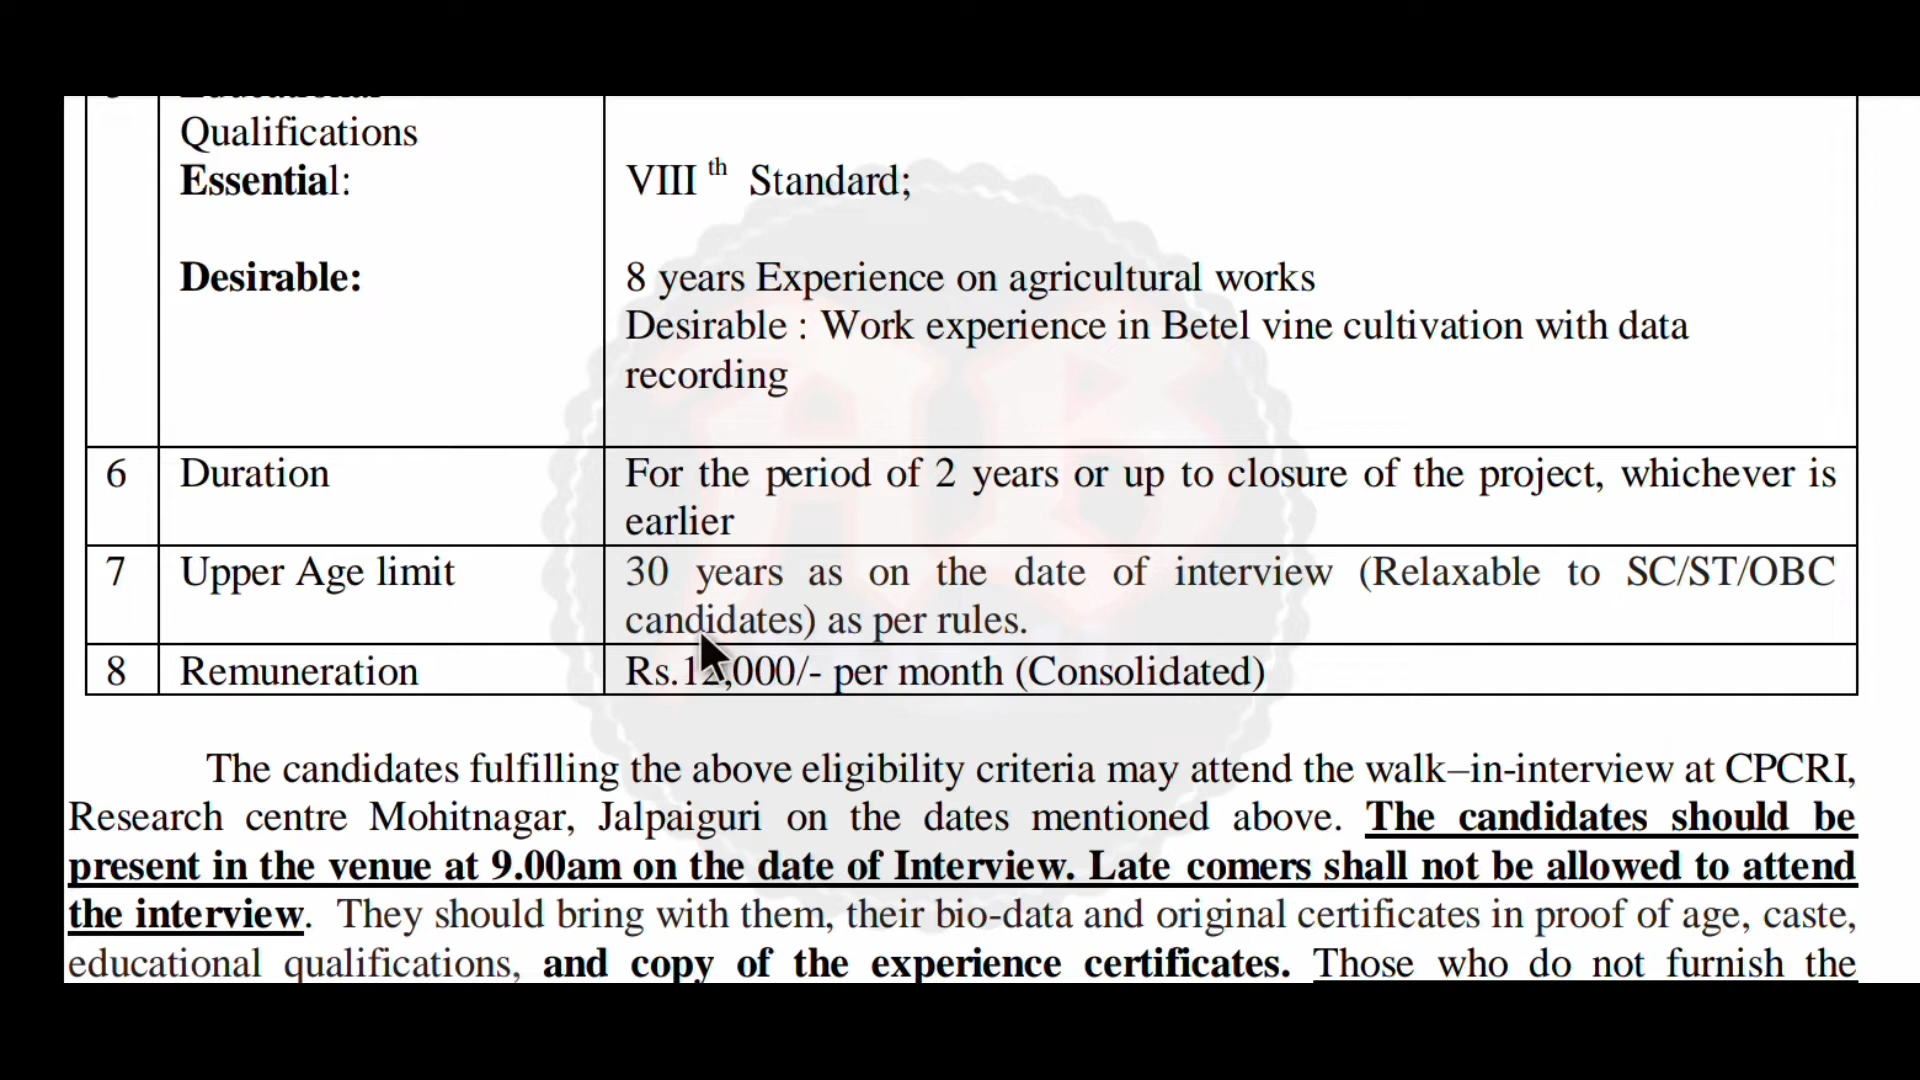 Qualifications
Essential:
VIII th Standard;
Desirable:
8 years Experience on agricultural works
Desirable : Work experience in Betel vine cultivation with data
recording
6 Duration For the period of 2 years or up to closure of the project, whichever is
earlier
7 Upper Age limit 30 years as on the date of interview (Relaxable to SC/ST/OBC
candidates) as per rules.
8 Remuneration Rs.12,000/- per month (Consolidated)
The candidates fulfilling the above eligibility criteria may attend the walk–in-interview at CPCRI,
Research centre Mohitnagar, Jalpaiguri on the dates mentioned above. The candidates should be
present in the venue at 9.00am on the date of Interview. Late comers shall not be allowed to attend
the interview. They should bring with them, their bio-data and original certificates in proof of age, caste,
educational qualifications, and copy of the experience certificates. Those who do not furnish the